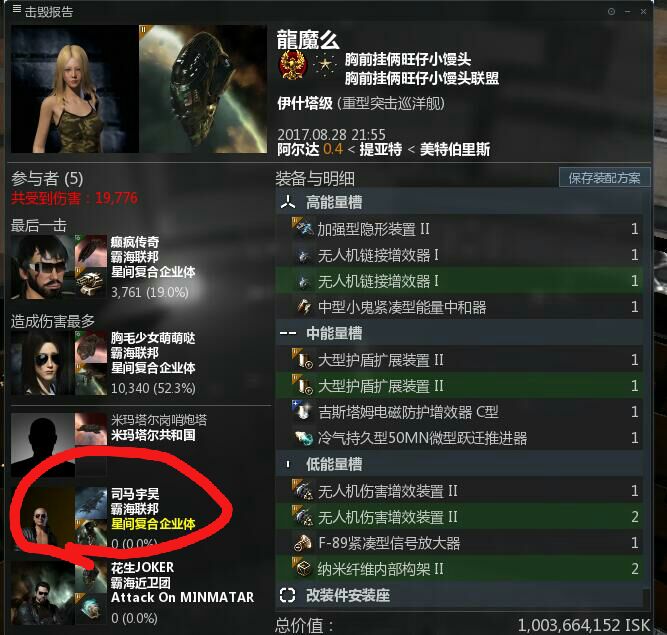 击毁报告
龍魔么
胸前挂俩旺仔小馒头
胸前挂俩旺仔小馒头联盟
伊什塔级 (重型突击巡洋舰)
2017.08.28 21:55
阿尔达 0.4 < 提亚特 < 美特伯里斯
参与者 (5)
共受到伤害：19,776
最后一击
癫疯传奇
霸海联邦
星间复合企业体
3,761 (19.0%)
造成伤害最多
胸毛少女萌萌哒
霸海联邦
星间复合企业体
10,340 (52.3%)
米玛塔尔岗哨炮塔
米玛塔尔共和国
司马宇昊
霸海联邦
星间复合企业体
0 (0.0%)
花生JOKER
霸海近卫团
Attack On MINMATAR
0 (0.0%)
装备与明细
保存装配方案
高能量槽
加强型隐形装置 II 1
无人机链接增效器 I 1
无人机链接增效器 I 1
中型小鬼紧凑型能量中和器 1
中能量槽
大型护盾扩展装置 II 1
大型护盾扩展装置 II 1
吉斯塔姆电磁防护增效器 C型 1
冷气持久型50MN微型跃迁推进器 1
低能量槽
无人机伤害增效装置 II 1
无人机伤害增效装置 II 2
F-89紧凑型信号放大器 1
纳米纤维内部构架 II 2
改装件安装座
总价值： 1,003,664,152 ISK